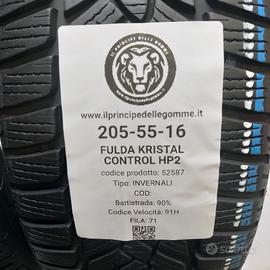 IL PRINCIPE DELLE GOMME
www.ilprincipedellegomme.it
205-55-16
FULDA KRISTAL
CONTROL HP2
codice prodotto: 52587
Tipo: INVERNALI
COD:
Battistrada: 90%
Codice Velocità: 91H
FILA: 71
subito